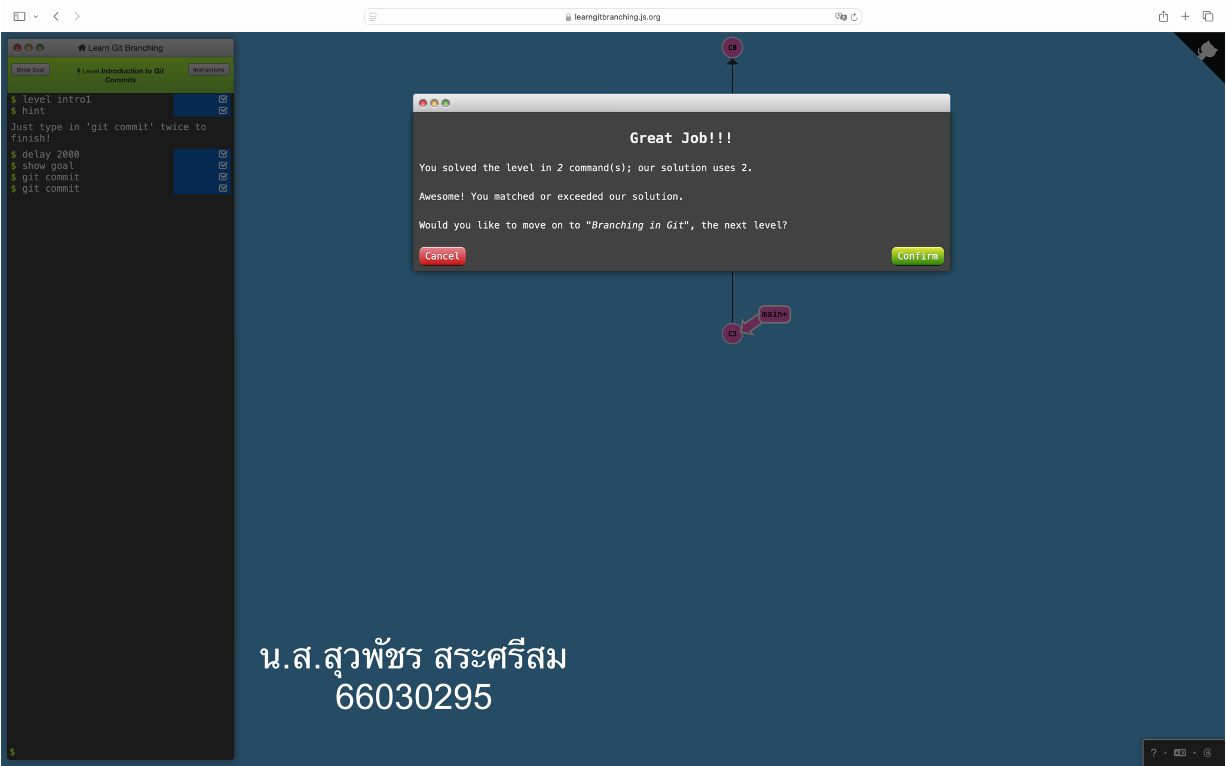 learngitbranching.js.org
Learn Git Branching
Show Goal
Level Introduction to Git Commits
Instructions
$ level intro1
$ hint
Just type in 'git commit' twice to
finish!
$ delay 2000
$ show goal
$ git commit
$ git commit
$
C0
Great Job!!!
You solved the level in 2 command(s); our solution uses 2.
Awesome! You matched or exceeded our solution.
Would you like to move on to "Branching in Git", the next level?
Cancel
Confirm
main*
C3
น.ส.สุวพัชร สระศรีสม
66030295
?